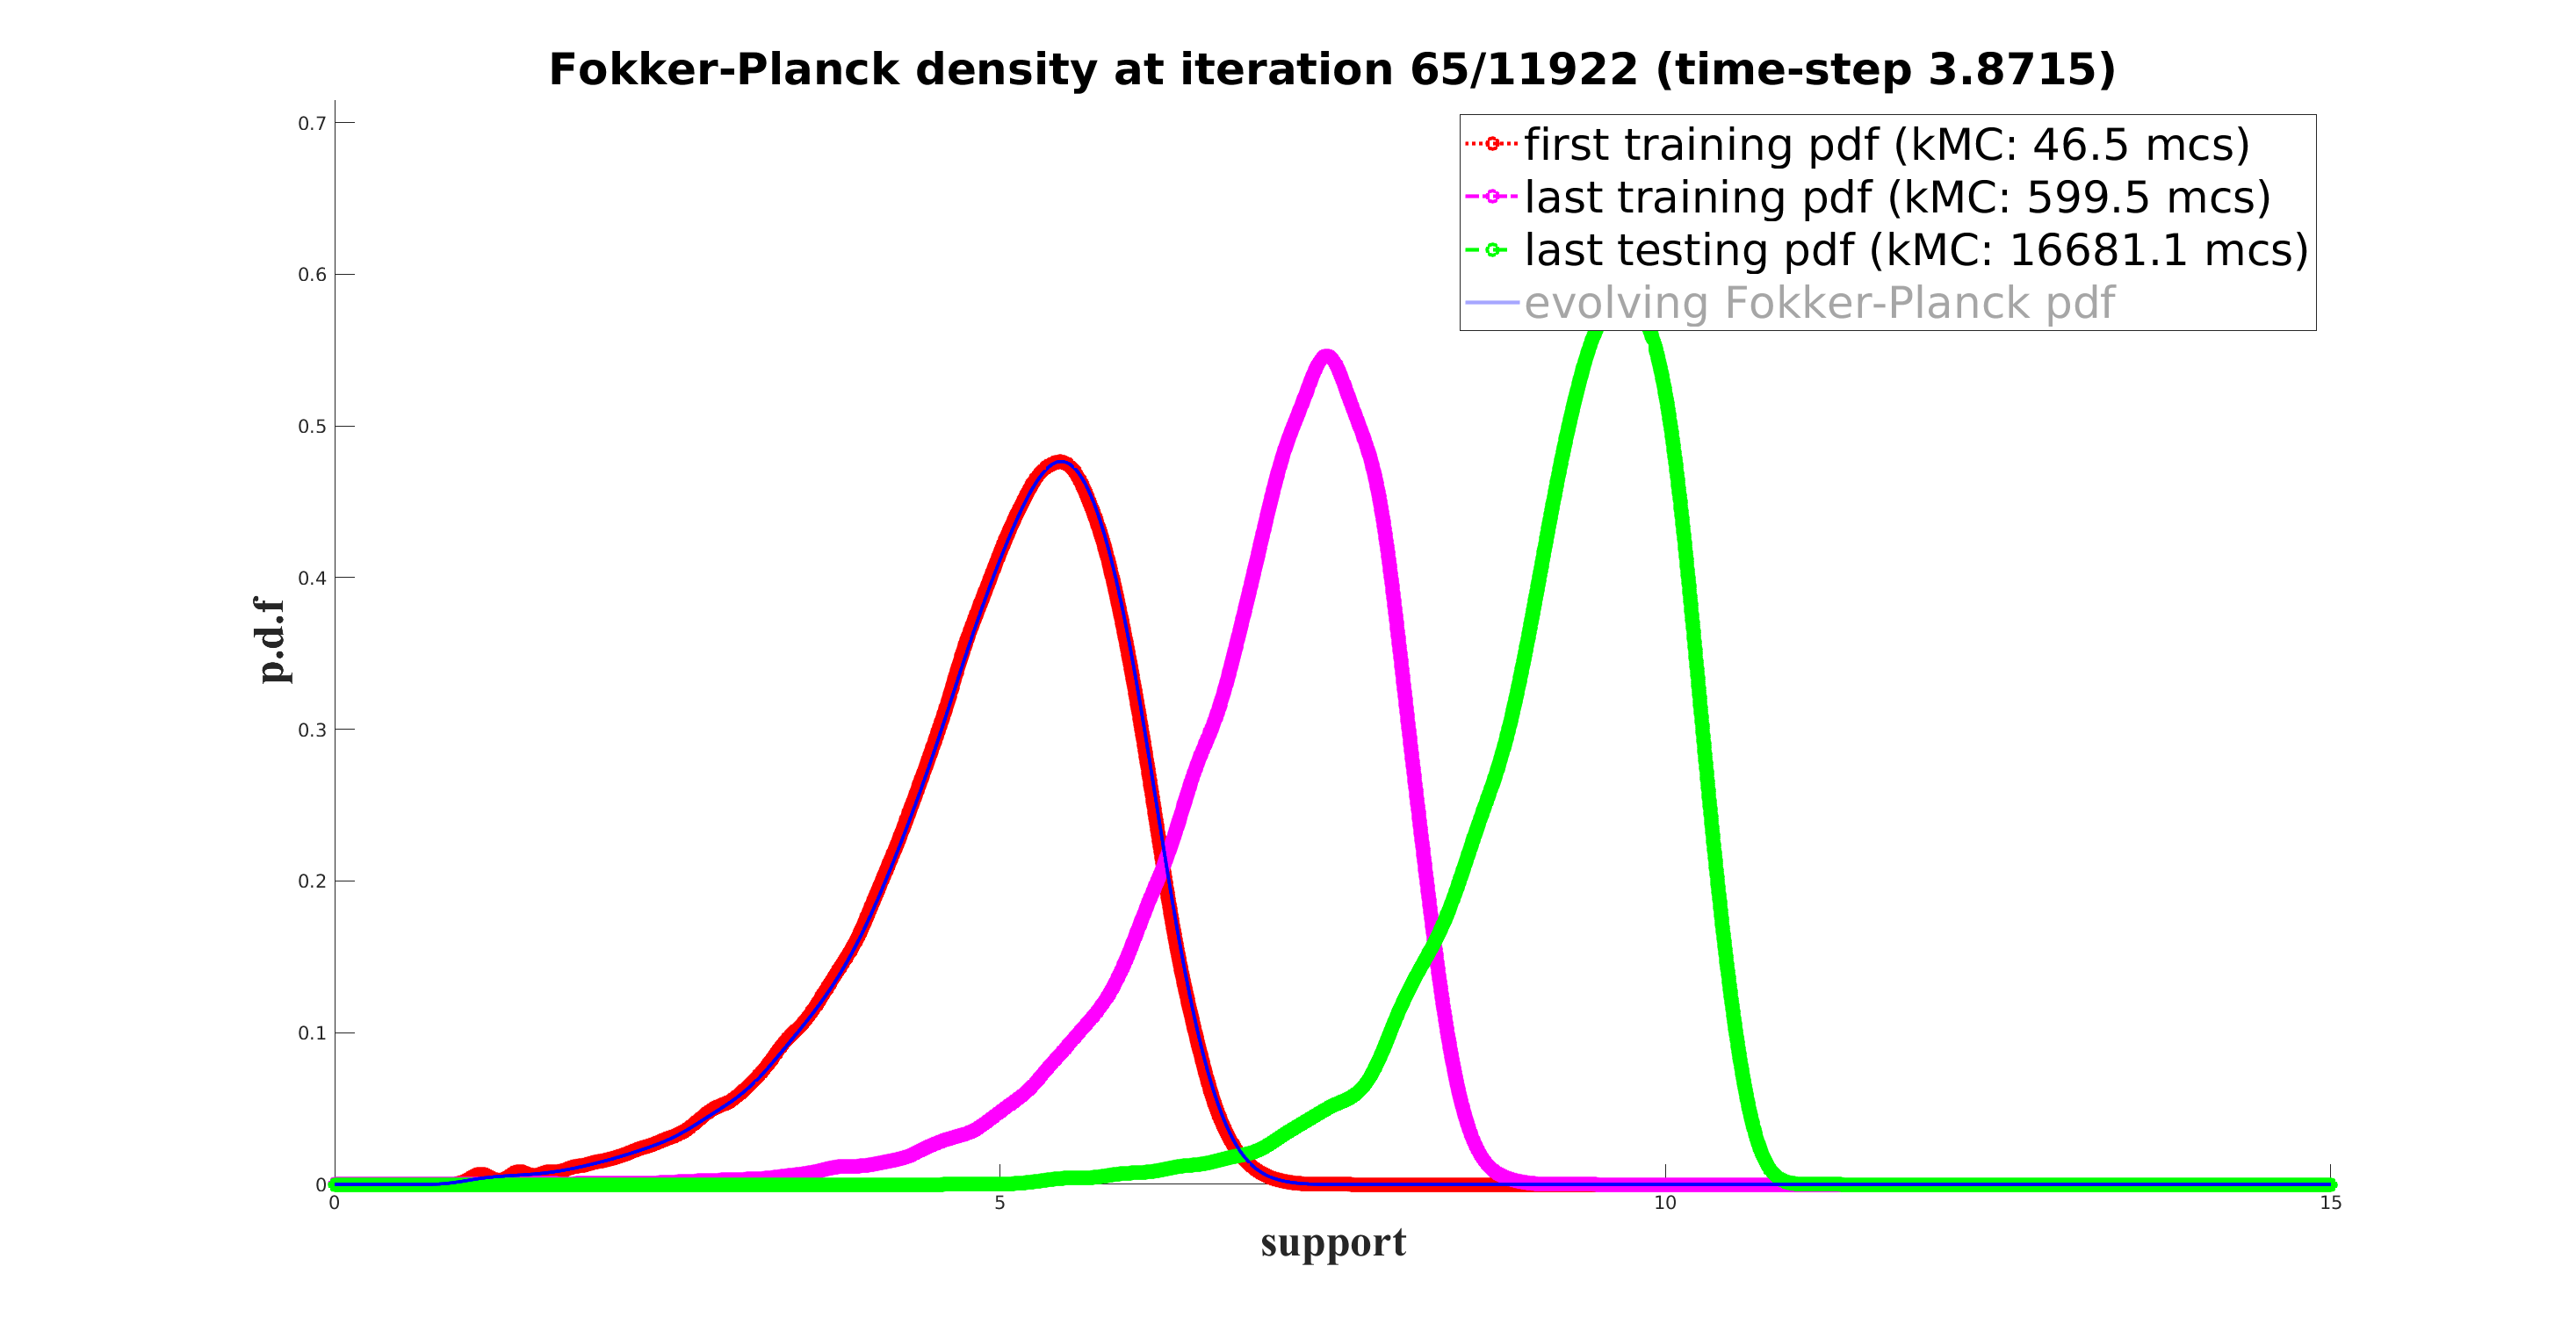 Fokker-Planck density at iteration 65/11922 (time-step 3.8715)
first training pdf (kMC: 46.5 mcs)
last training pdf (kMC: 599.5 mcs)
last testing pdf (kMC: 16681.1 mcs)
evolving Fokker-Planck pdf
p.d.f
0.7
0.6
0.5
0.4
0.3
0.2
0.1
0
0 5 10 15
support